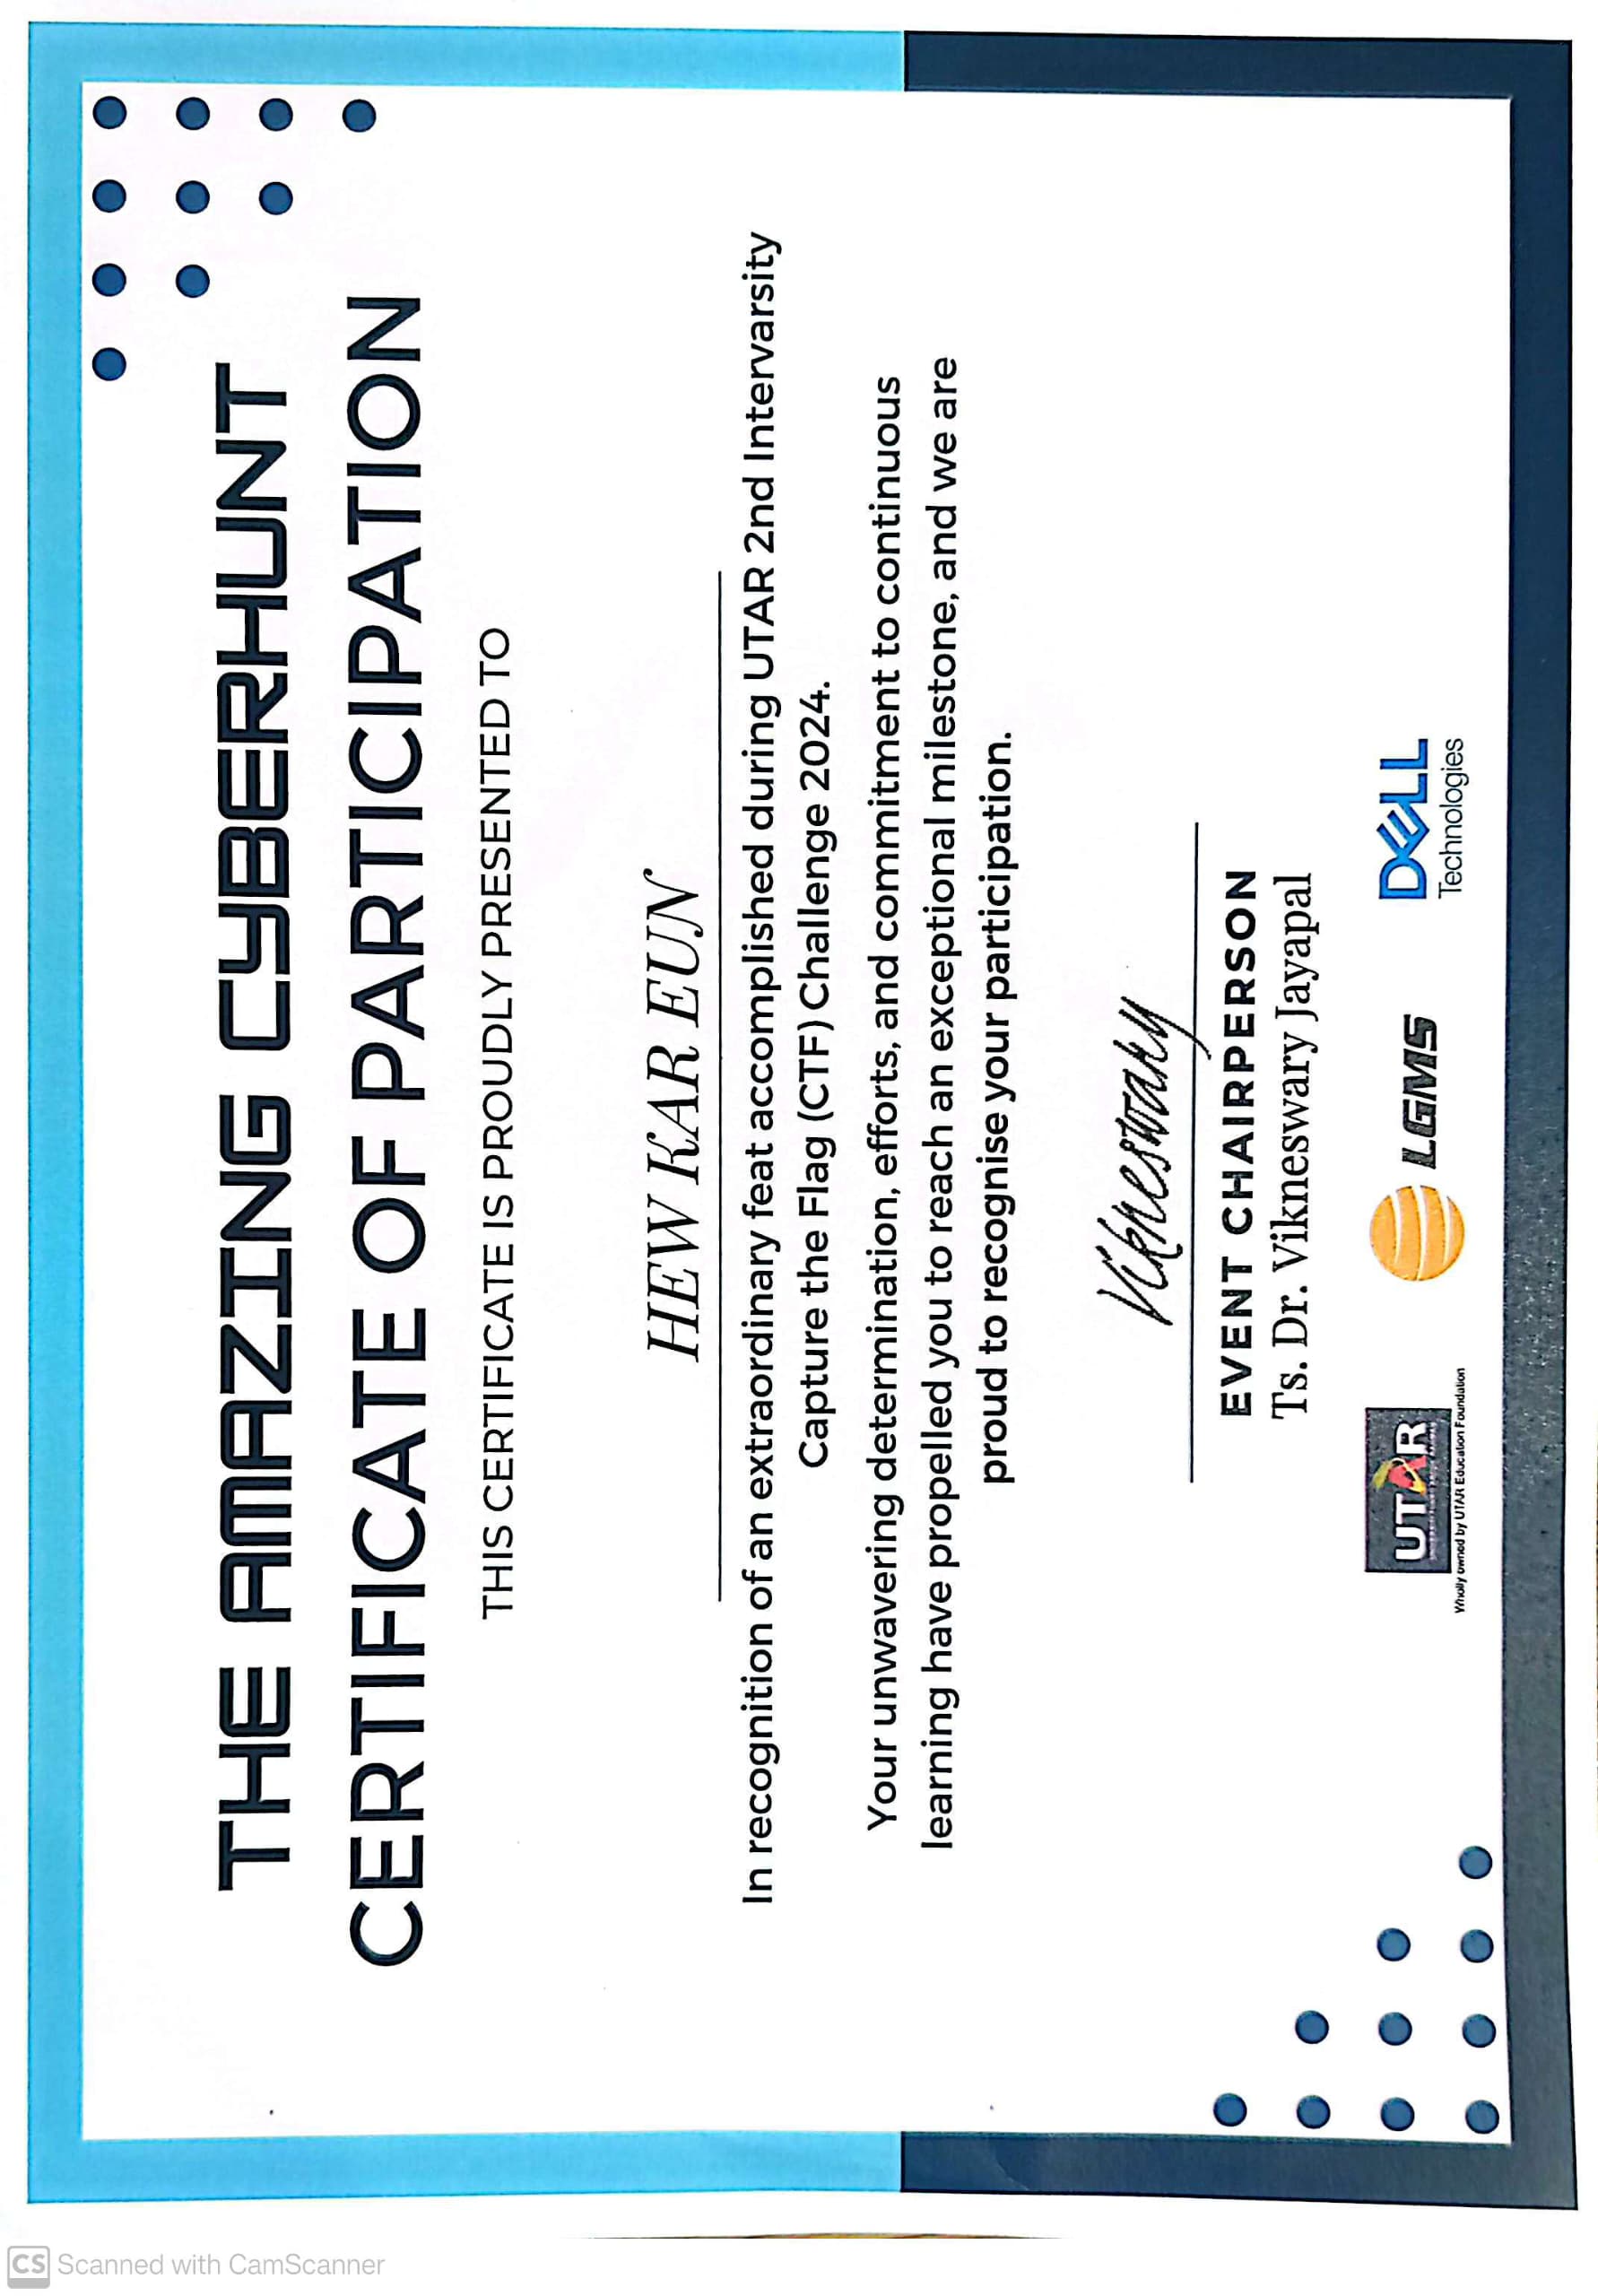 CS Scanned with CamScanner
THE AMAZING CYBERHUNT
CERTIFICATE OF PARTICIPATION
THIS CERTIFICATE IS PROUDLY PRESENTED TO
HEW KAR EUN
In recognition of an extraordinary feat accomplished during UTAR 2nd Intervarsity
Capture the Flag (CTF) Challenge 2024.
Your unwavering determination, efforts, and commitment to continuous
learning have propelled you to reach an exceptional milestone, and we are
proud to recognise your participation.
Vikneswary
EVENT CHAIRPERSON
Ts. Dr. Vikneswary Jayapal
UTAR
Wholly owned by UTAR Education Foundation
LGMS
DELL
Technologies